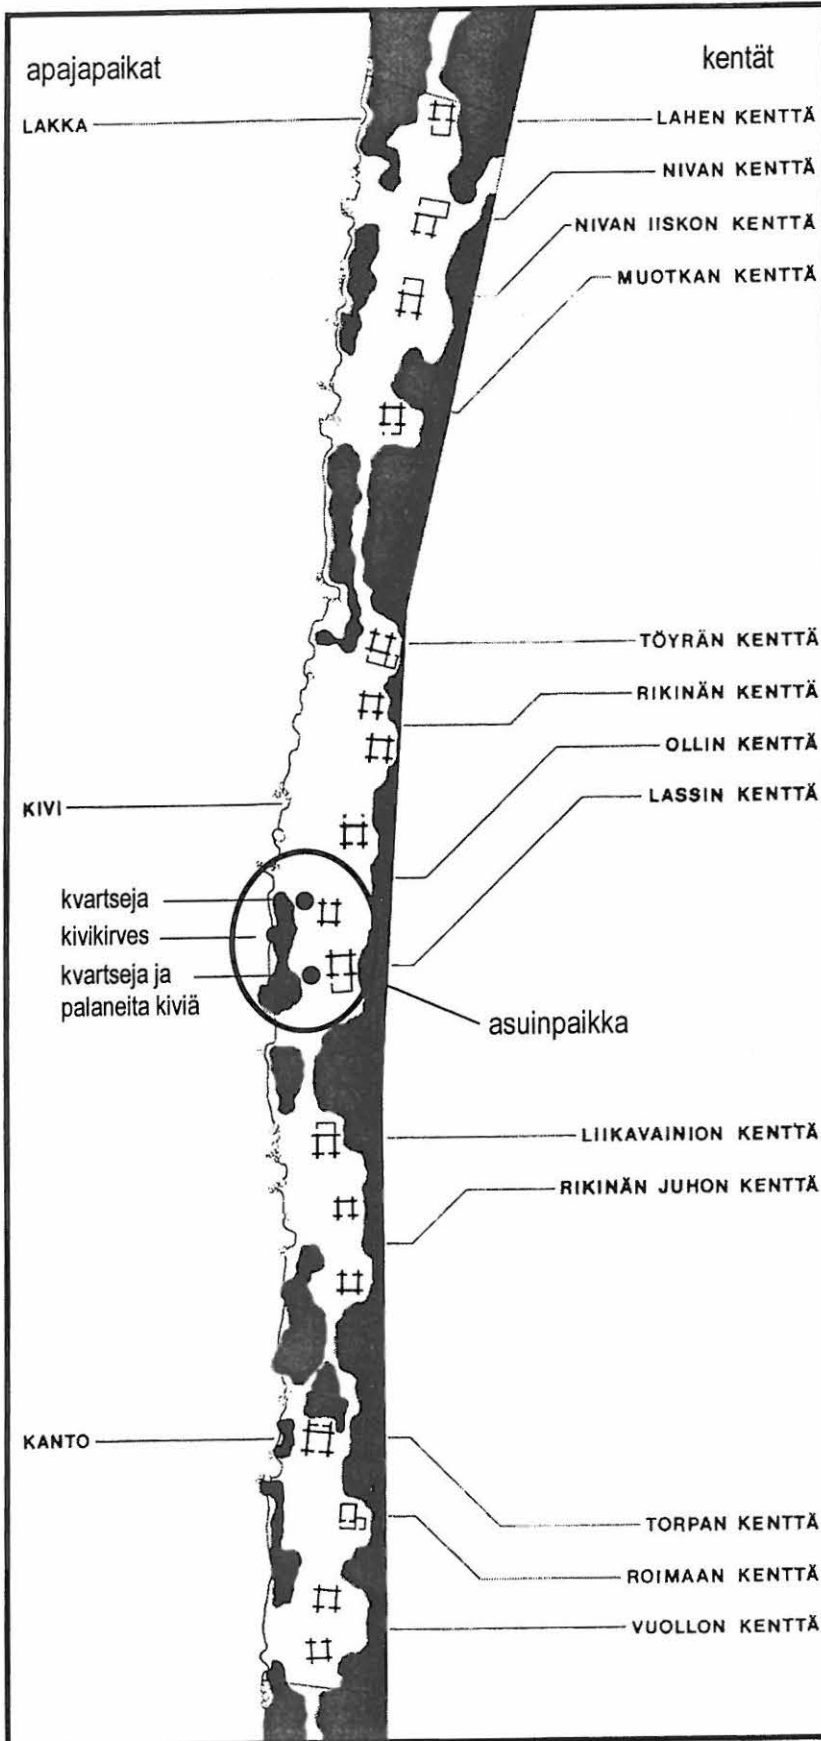 apajapaikat
kentät
LAKKA
LAHEN KENTTÄ
NIVAN KENTTÄ
NIVAN IISKON KENTTÄ
MUOTKAN KENTTÄ
TÖYRÄN KENTTÄ
RIKINÄN KENTTÄ
OLLIN KENTTÄ
LASSIN KENTTÄ
KIVI
kvartseja
kivikirves
kvartseja ja
palaneita kiviä
asuinpaikka
LIIKAVAINION KENTTÄ
RIKINÄN JUHON KENTTÄ
KANTO
TORPAN KENTTÄ
ROIMAAN KENTTÄ
VUOLLON KENTTÄ